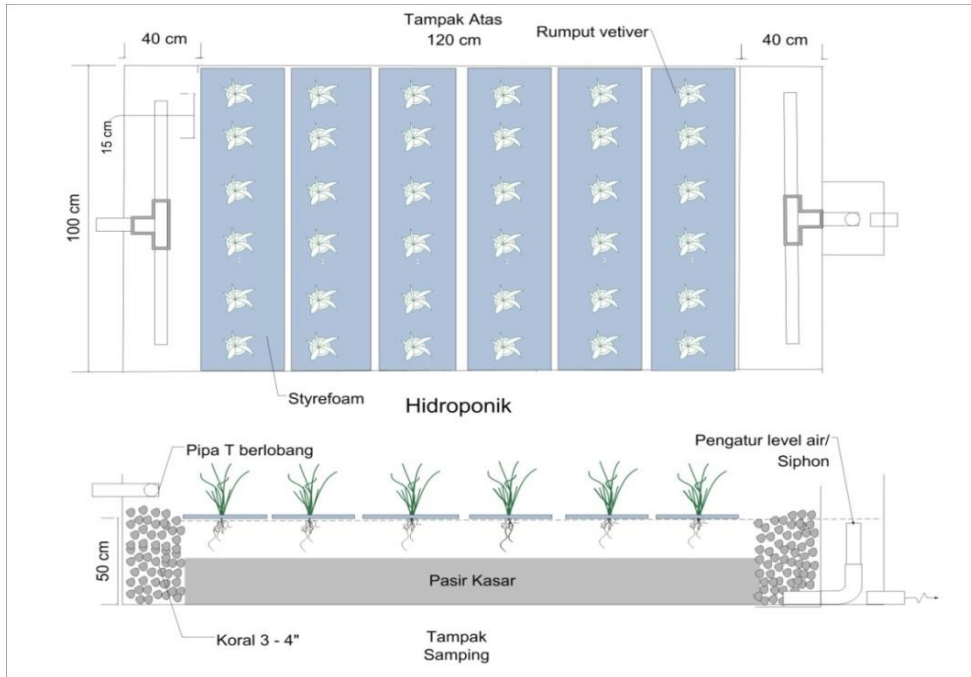 Tampak Atas
40 cm
120 cm
Rumput vetiver
40 cm
15 cm
100 cm
Styrefoam
Hidroponik
Pipa T berlobang
Pengatur level air/
Siphon
50 cm
Pasir Kasar
Koral 3 - 4"
Tampak
Samping